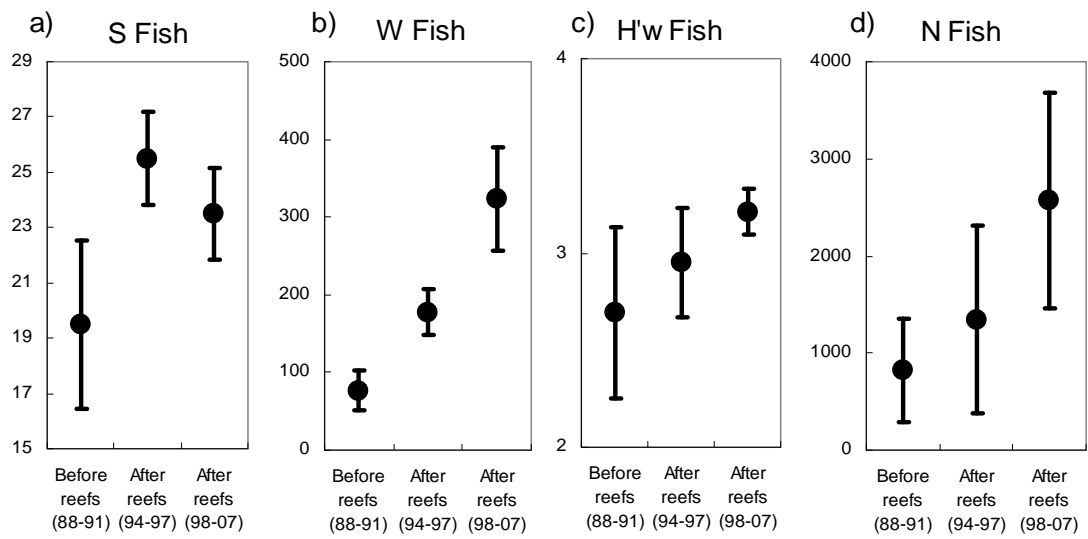 a) S Fish
29
27
25
23
21
19
17
15
Before reefs (88-91)
After reefs (94-97)
After reefs (98-07)
b) W Fish
500
400
300
200
100
0
Before reefs (88-91)
After reefs (94-97)
After reefs (98-07)
c) H'w Fish
4
3
2
Before reefs (88-91)
After reefs (94-97)
After reefs (98-07)
d) N Fish
4000
3000
2000
1000
0
Before reefs (88-91)
After reefs (94-97)
After reefs (98-07)